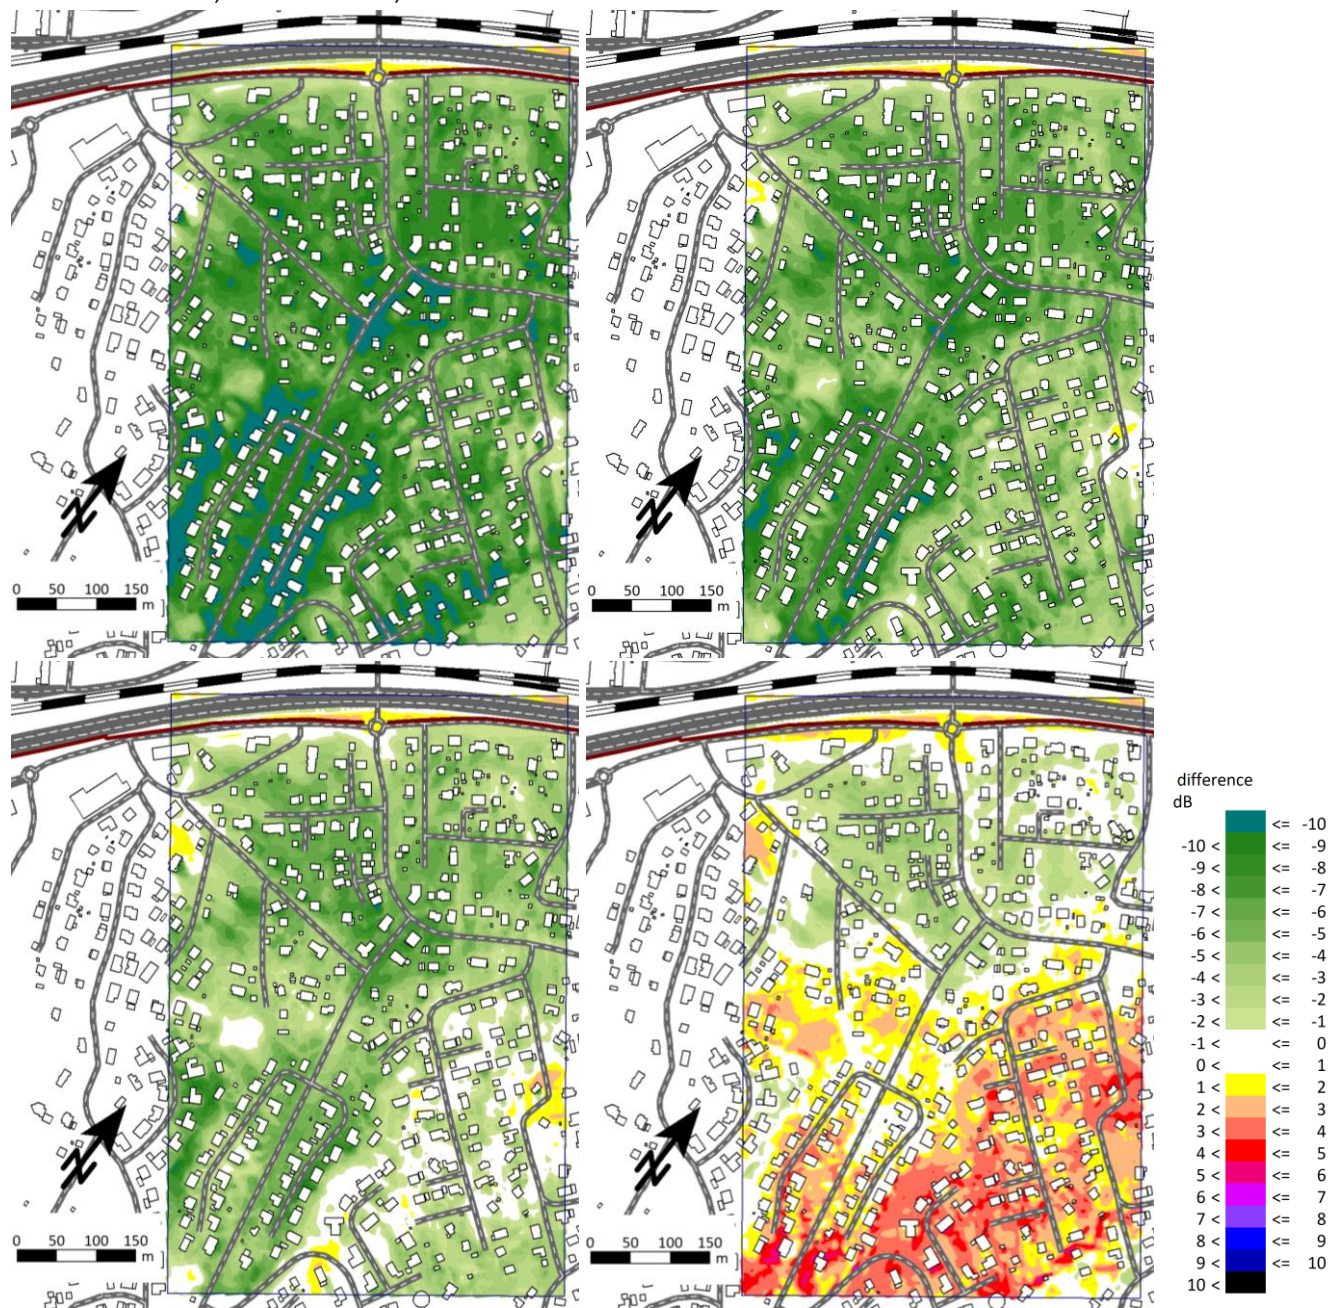 0 50 100 150
m
0 50 100 150
m
0 50 100 150
m
0 50 100 150
m
difference
dB
<= -10
-10 < <= -9
-9 < <= -8
-8 < <= -7
-7 < <= -6
-6 < <= -5
-5 < <= -4
-4 < <= -3
-3 < <= -2
-2 < <= -1
-1 < <= 0
0 < <= 1
1 < <= 2
2 < <= 3
3 < <= 4
4 < <= 5
5 < <= 6
6 < <= 7
7 < <= 8
8 < <= 9
9 < <= 10
10 <